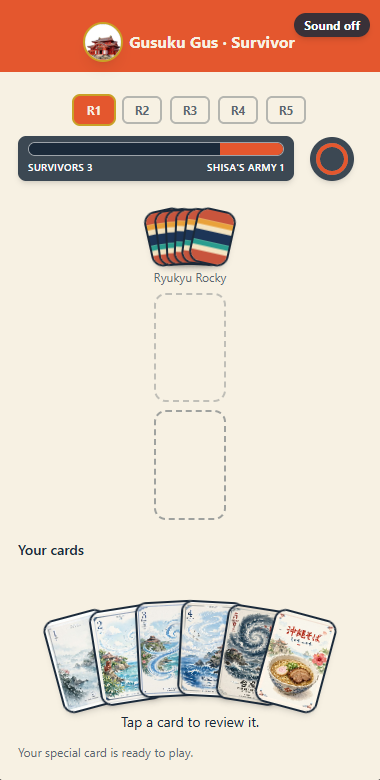 Sound off
Gusuku Gus · Survivor
R1 R2 R3 R4 R5
SURVIVORS 3 SHISA'S ARMY 1
Ryukyu Rocky
Your cards
1 2 3 4 5
沖縄そば
Tap a card to review it.
Your special card is ready to play.